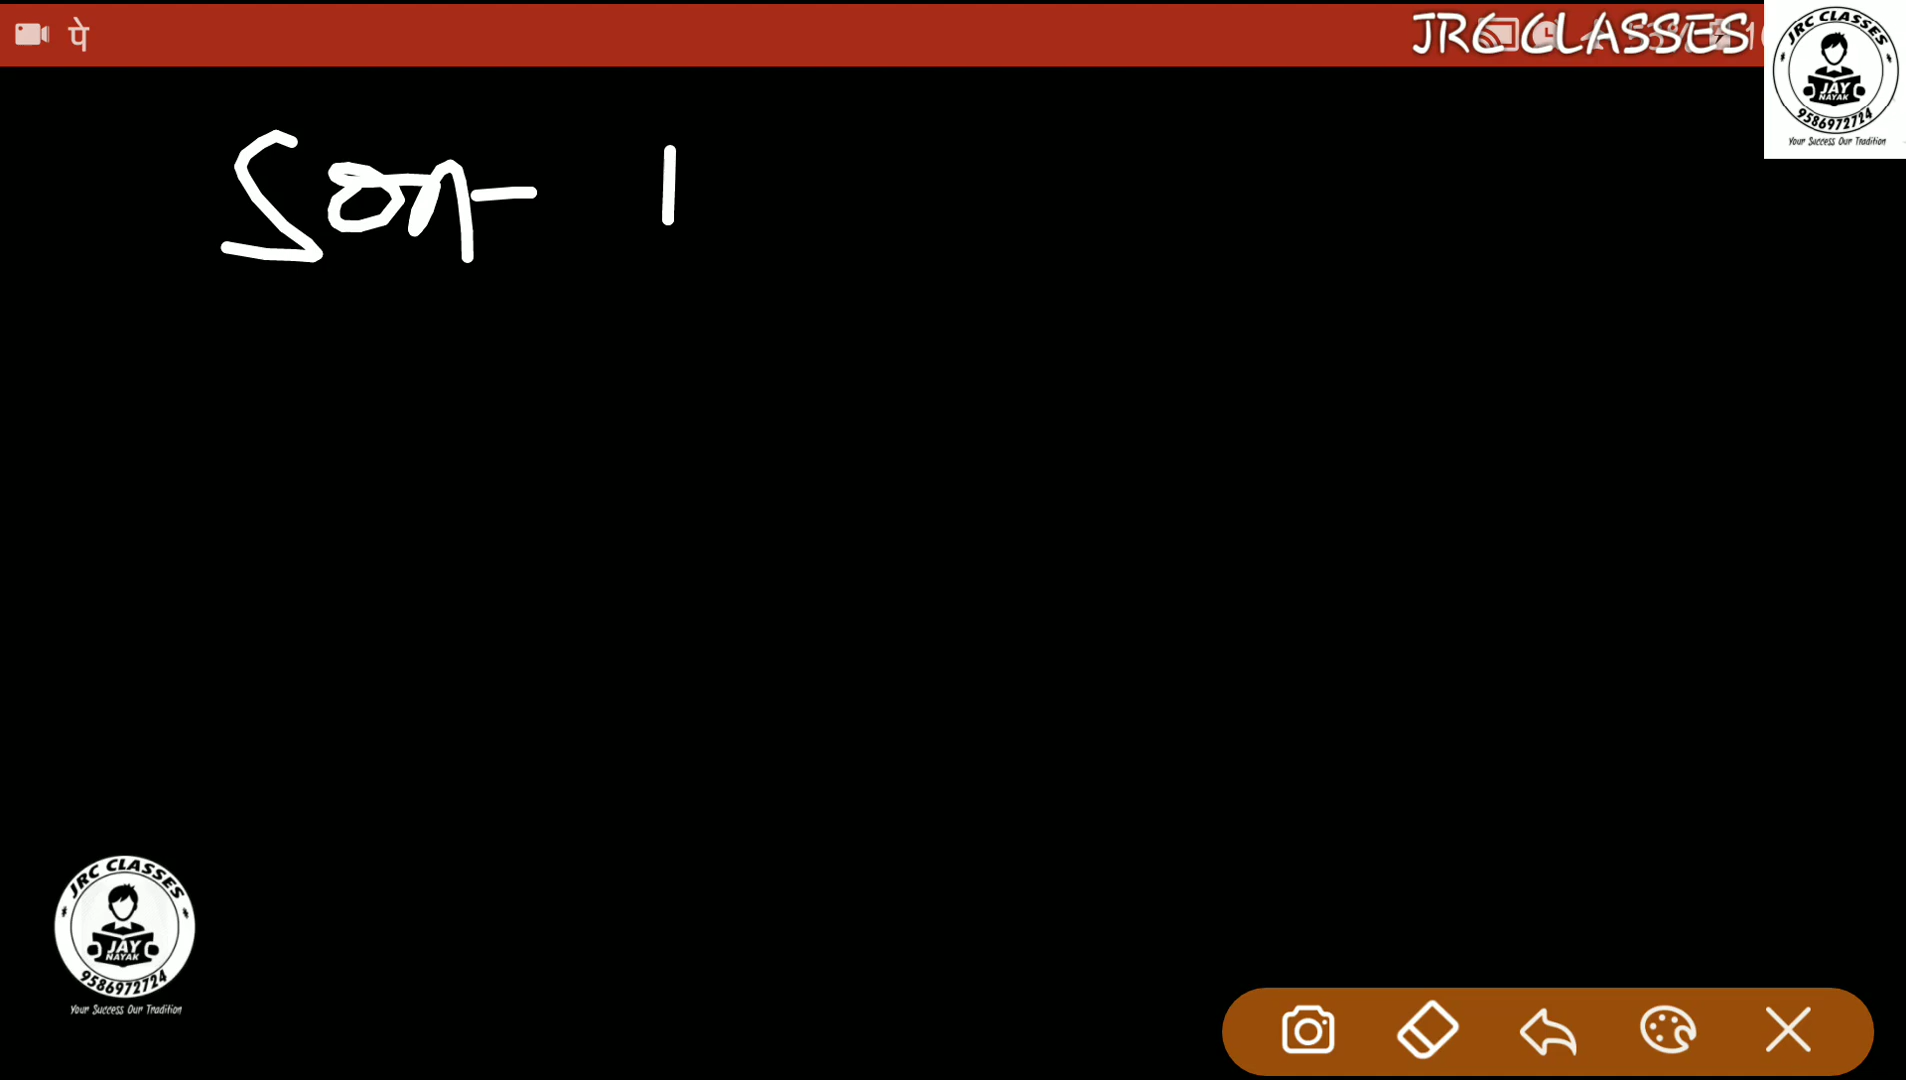 पे JRC CLASSES
JRC CLASSES
JAY
NAYAK
9586972724
Your Success Our Tradition
Son- 1
JRC CLASSES
JAY
NAYAK
9586972724
Your Success Our Tradition